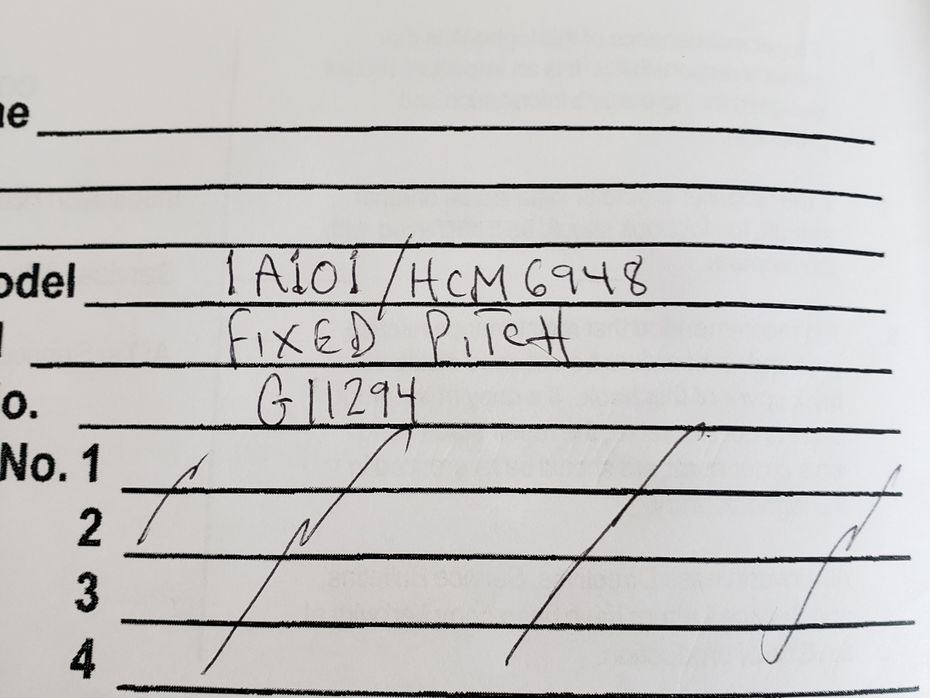 ne
odel 1A101/HCM6948
FIXED PITCH
o. G11294
No. 1
2
3
4